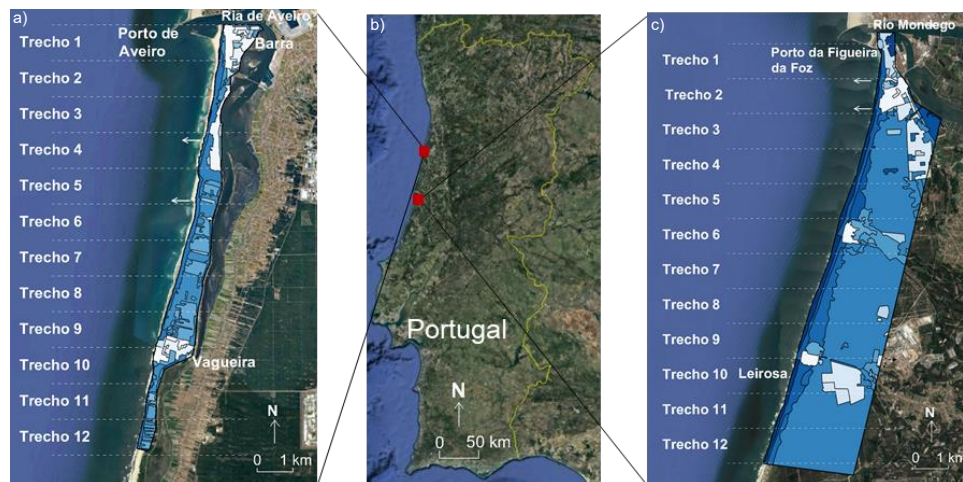 a)
Ria de Aveiro
Porto de
Aveiro
Barra
Trecho 1
Trecho 2
Trecho 3
Trecho 4
Trecho 5
Trecho 6
Trecho 7
Trecho 8
Trecho 9
Trecho 10
Trecho 11
Trecho 12
Vagueira
N
0 1 km
b)
Portugal
N
0 50 km
c)
Rio Mondego
Porto da Figueira
da Foz
Trecho 1
Trecho 2
Trecho 3
Trecho 4
Trecho 5
Trecho 6
Trecho 7
Trecho 8
Trecho 9
Trecho 10
Trecho 11
Trecho 12
Leirosa
N
0 1 km